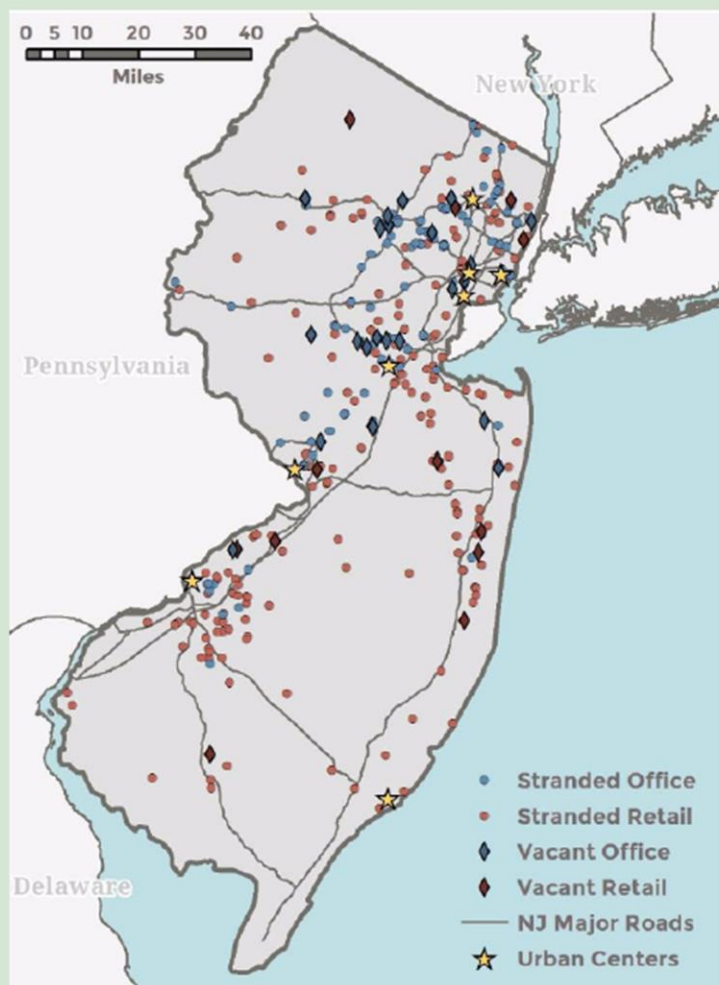 0 5 10 20 30 40
Miles
New York
Pennsylvania
Delaware
Stranded Office
Stranded Retail
Vacant Office
Vacant Retail
NJ Major Roads
Urban Centers